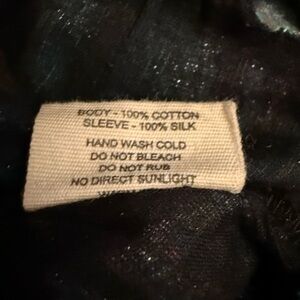 BODY - 100% COTTON
SLEEVE - 100% SILK
HAND WASH COLD
DO NOT BLEACH
DO NOT RUB
NO DIRECT SUNLIGHT